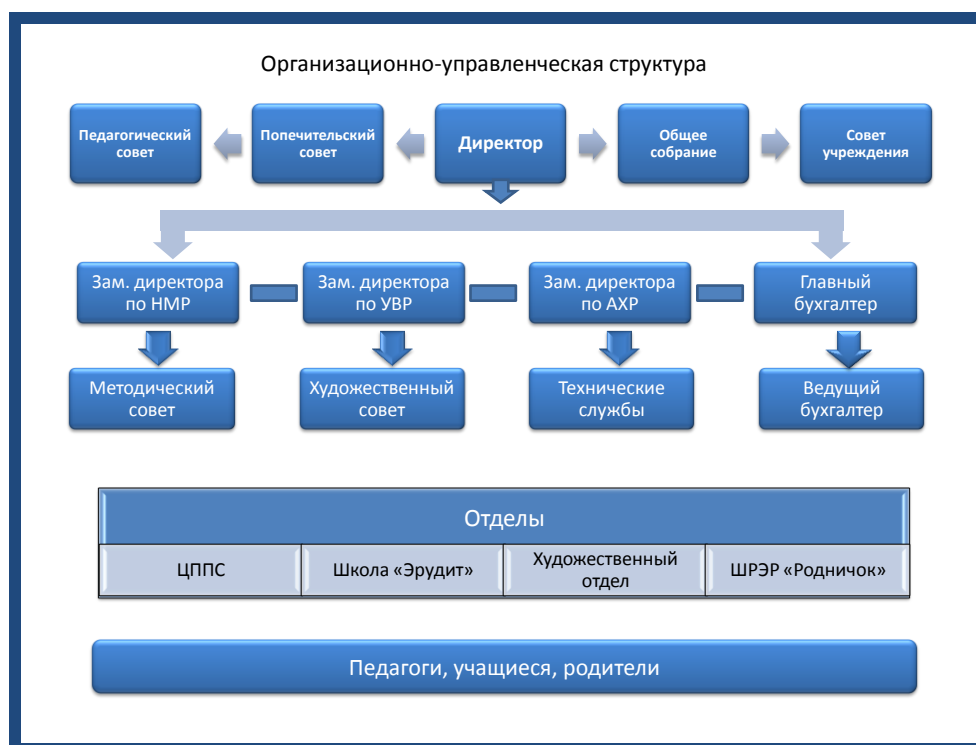 Организационно-управленческая структура
Педагогический
совет
Попечительский
совет
Директор
Общее
собрание
Совет
учреждения
Зам. директора
по НМР
Зам. директора
по УВР
Зам. директора
по АХР
Главный
бухгалтер
Методический
совет
Художественный
совет
Технические
службы
Ведущий
бухгалтер
Отделы
ЦППС
Школа «Эрудит»
Художественный
отдел
ШРЭР «Родничок»
Педагоги, учащиеся, родители